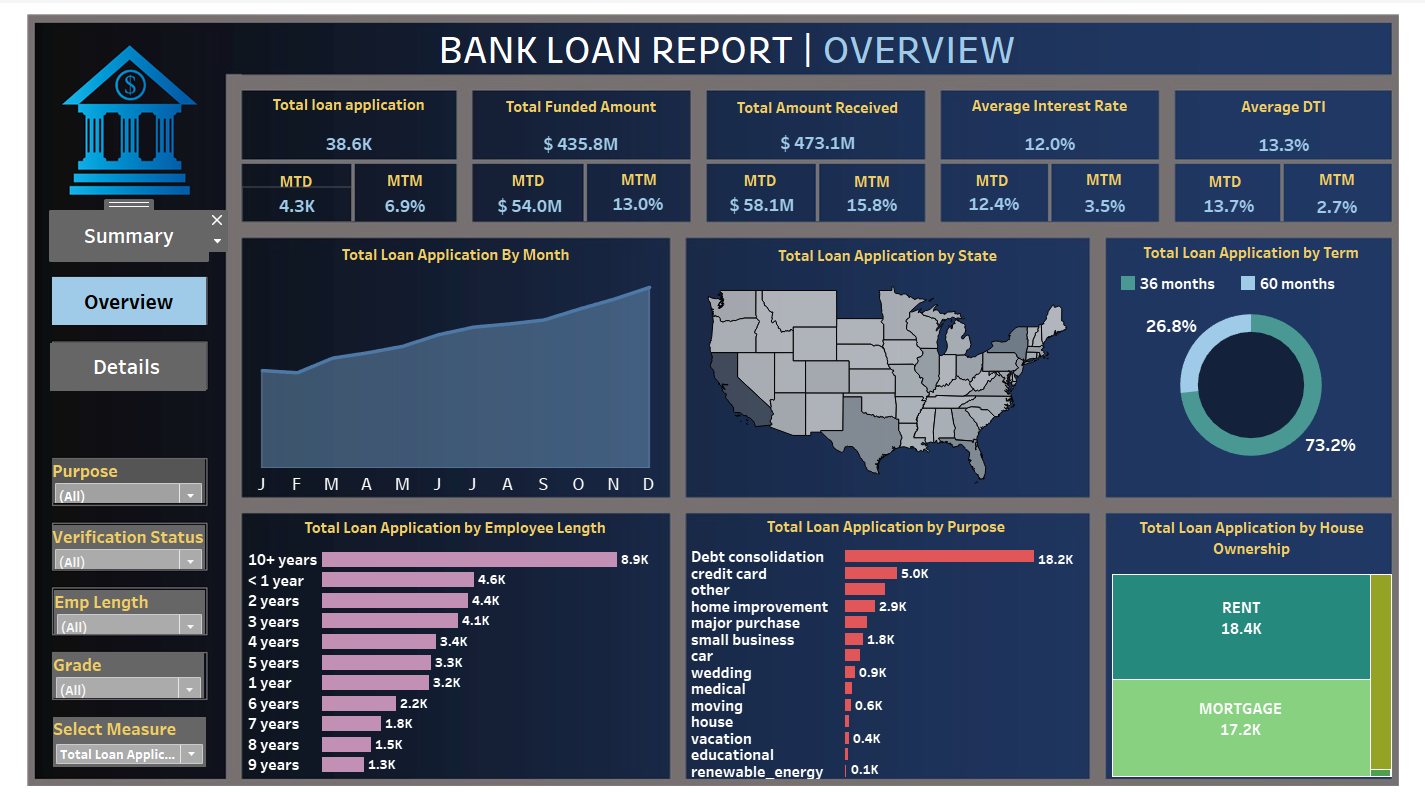 BANK LOAN REPORT | OVERVIEW
$
Total loan application
38.6K
MTD
4.3K
MTM
6.9%
Total Funded Amount
$ 435.8M
MTD
$ 54.0M
MTM
13.0%
Total Amount Received
$ 473.1M
MTD
$ 58.1M
MTM
15.8%
Average Interest Rate
12.0%
MTD
12.4%
MTM
3.5%
Average DTI
13.3%
MTD
13.7%
MTM
2.7%
Summary
Overview
Details
Purpose
(All)
Verification Status
(All)
Emp Length
(All)
Grade
(All)
Select Measure
Total Loan Applic...
Total Loan Application By Month
J F M A M J J A S O N D
Total Loan Application by State
Total Loan Application by Term
36 months 60 months
26.8%
73.2%
Total Loan Application by Employee Length
10+ years 8.9K
< 1 year 4.6K
2 years 4.4K
3 years 4.1K
4 years 3.4K
5 years 3.3K
1 year 3.2K
6 years 2.2K
7 years 1.8K
8 years 1.5K
9 years 1.3K
Total Loan Application by Purpose
Debt consolidation 18.2K
credit card 5.0K
other
home improvement 2.9K
major purchase
small business 1.8K
car
wedding 0.9K
medical
moving 0.6K
house
vacation 0.4K
educational
renewable_energy 0.1K
Total Loan Application by House
Ownership
RENT
18.4K
MORTGAGE
17.2K